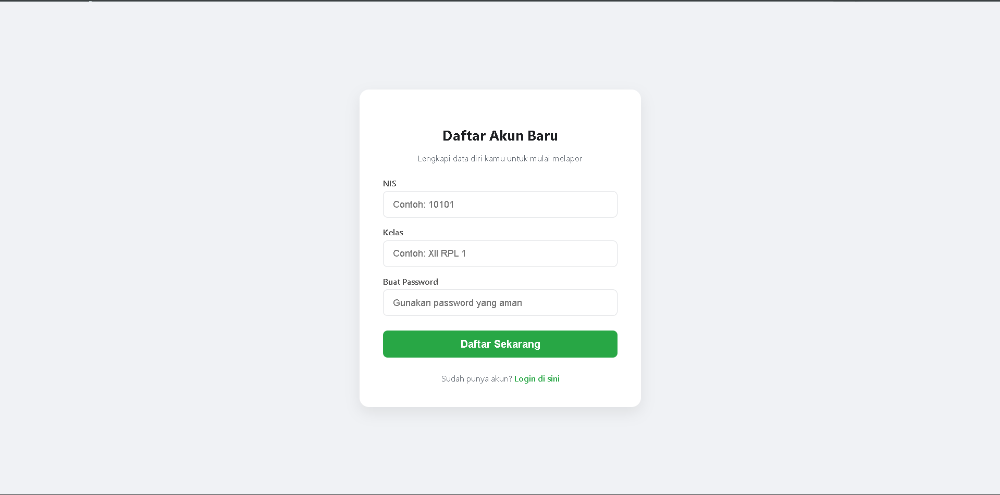 Daftar Akun Baru
Lengkapi data diri kamu untuk mulai melapor
NIS
Contoh: 10101
Kelas
Contoh: XII RPL 1
Buat Password
Gunakan password yang aman
Daftar Sekarang
Sudah punya akun? Login di sini